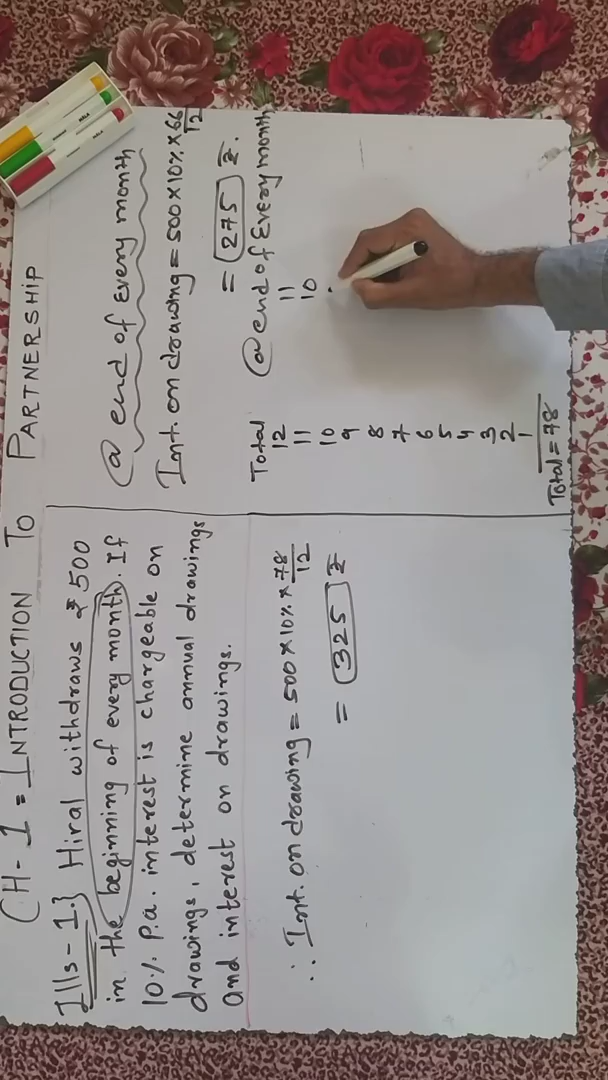 CH-1 = INTRODUCTION TO PARTNERSHIP
Ills-1.} Hiral withdraws ₹ 500
in the beginning of every month. If
10% P.a. interest is chargeable on
drawings, determine annual drawings
and interest on drawings.
∴ Int. on drawing = 500 × 10% × 78/12
= 325 ₹
@ end of every month
Int. on drawing = 500 × 10% × 66/12
= 275 ₹.
Total
12
11
10
9
8
7
6
5
4
3
2
1
Total = 78
@ end of Every month
11
10